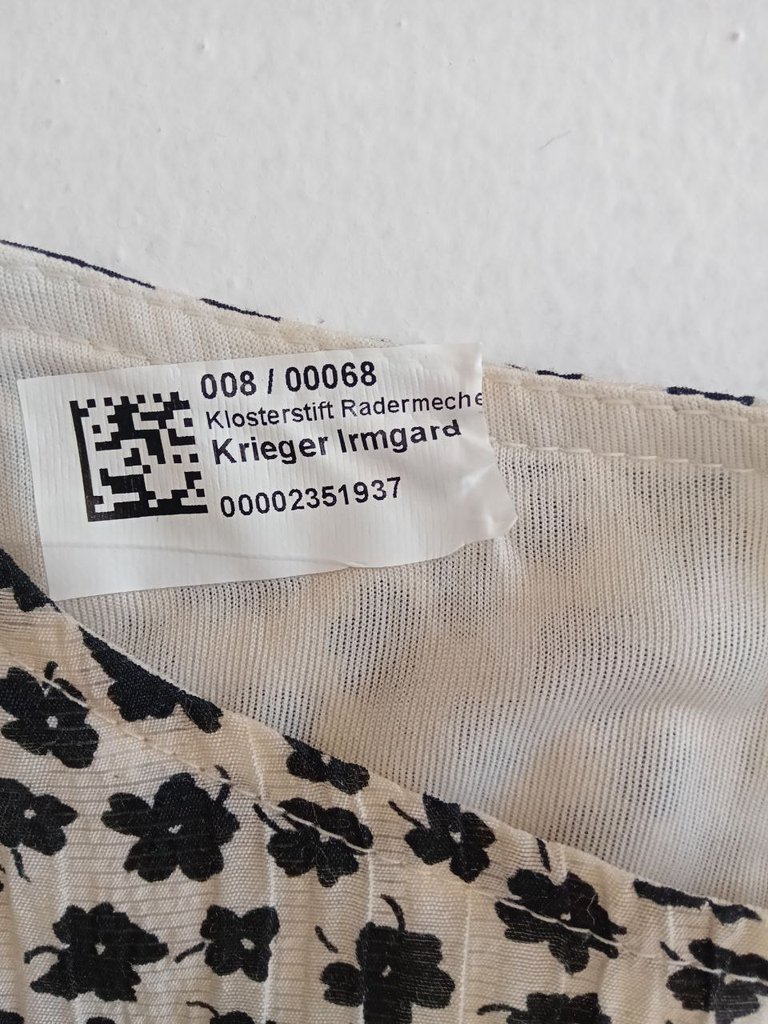 008 / 00068
Klosterstift Radermeche
Krieger Irmgard
00002351937